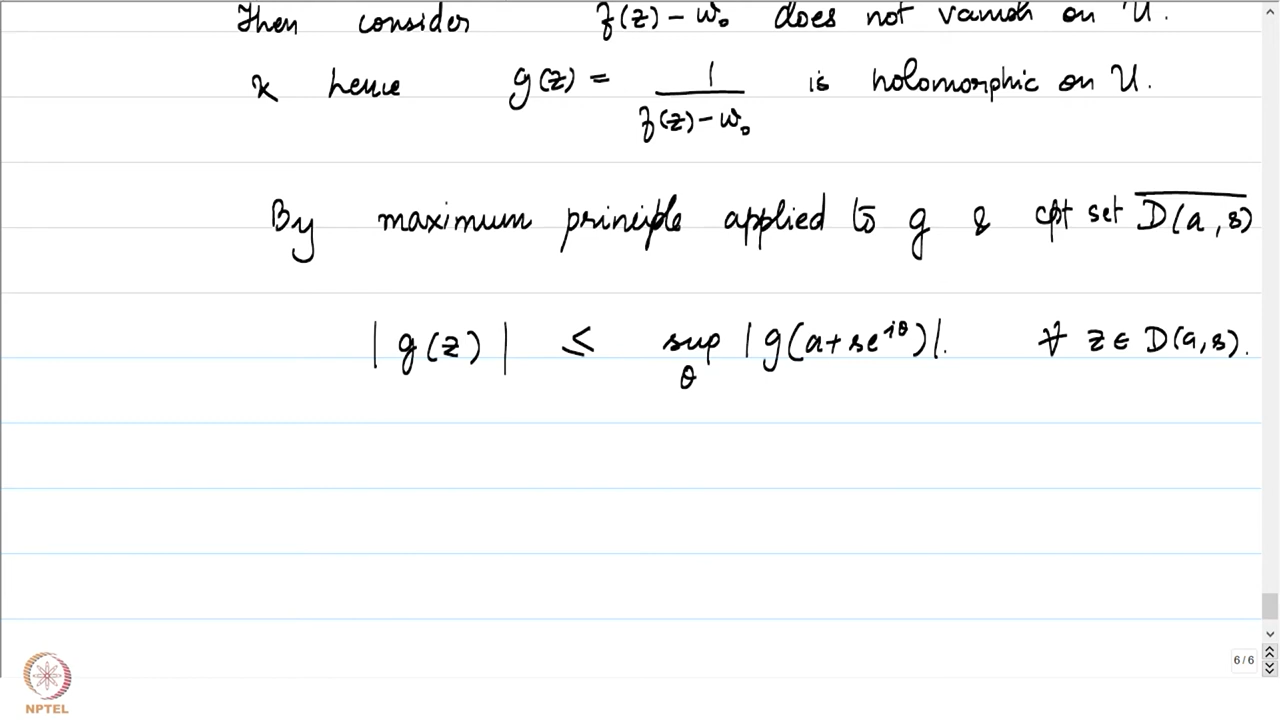 Then consider f(z) - w₀ does not vanish on U.
& hence g(z) = 1 / (f(z) - w₀) is holomorphic on U.
By maximum principle applied to g & cpt set \overline{D(a, s)}
|g(z)| ≤ sup_θ |g(a + se^{iθ})|. ∀ z ∈ D(a, s).
6 / 6
NPTEL